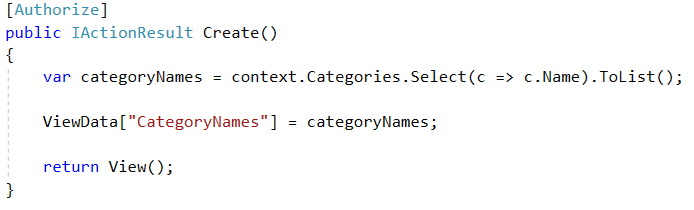 [Authorize]
public IActionResult Create()
{
    var categoryNames = context.Categories.Select(c => c.Name).ToList();
    ViewData["CategoryNames"] = categoryNames;
    return View();
}